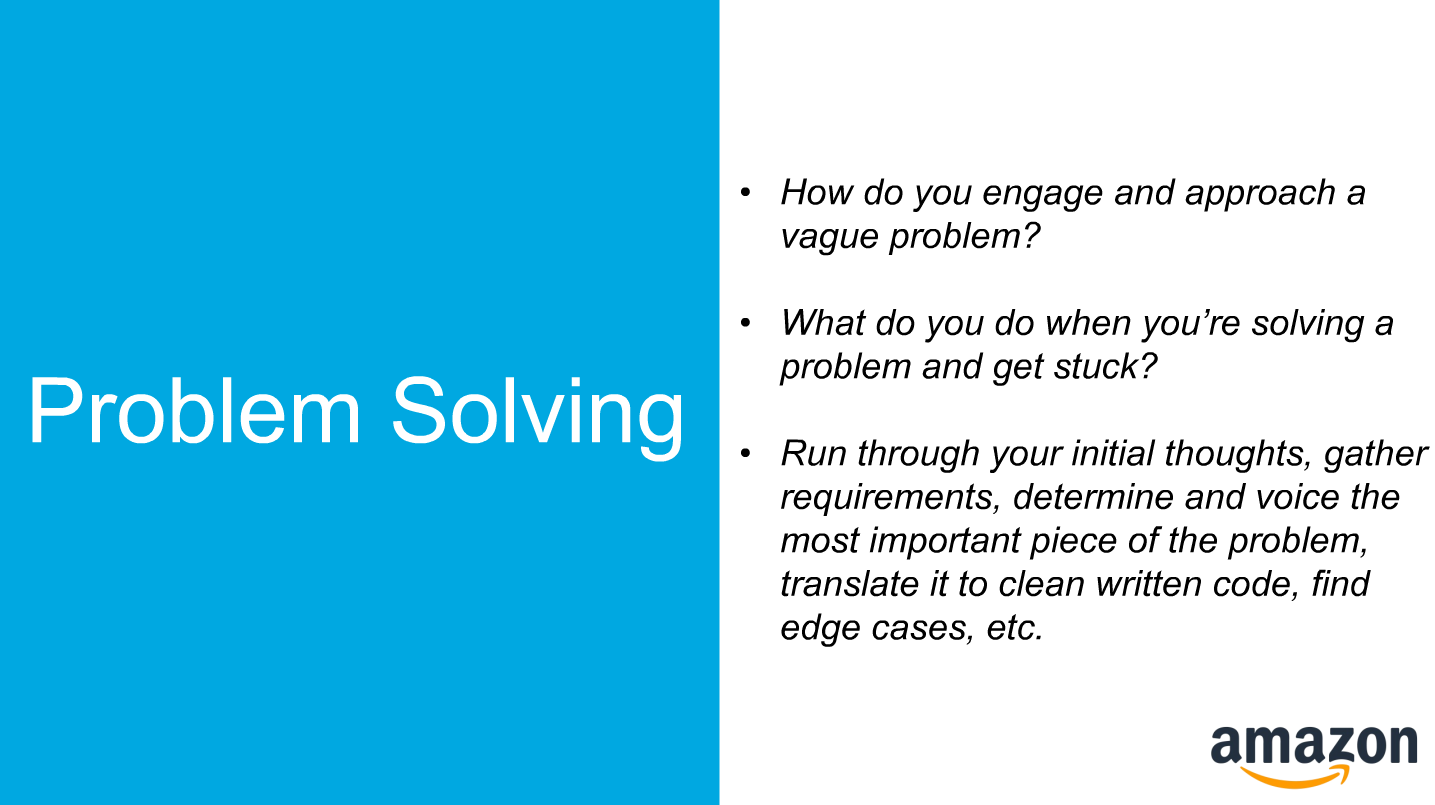 Problem Solving
• How do you engage and approach a
vague problem?
• What do you do when you’re solving a
problem and get stuck?
• Run through your initial thoughts, gather
requirements, determine and voice the
most important piece of the problem,
translate it to clean written code, find
edge cases, etc.
amazon